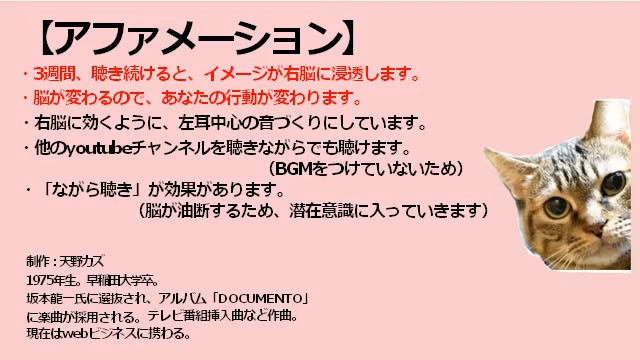 【アファメーション】
・3週間、聴き続けると、イメージが右脳に浸透します。
・脳が変わるので、あなたの行動が変わります。
・右脳に効くように、左耳中心の音づくりにしています。
・他のyoutubeチャンネルを聴きながらでも聴けます。
（BGMをつけていないため）
・「ながら聴き」が効果があります。
（脳が油断するため、潜在意識に入っていきます）
制作：天野カズ
1975年生。早稲田大学卒。
坂本龍一氏に選抜され、アルバム「DOCUMENTO」
に楽曲が採用される。テレビ番組挿入曲など作曲。
現在はwebビジネスに携わる。